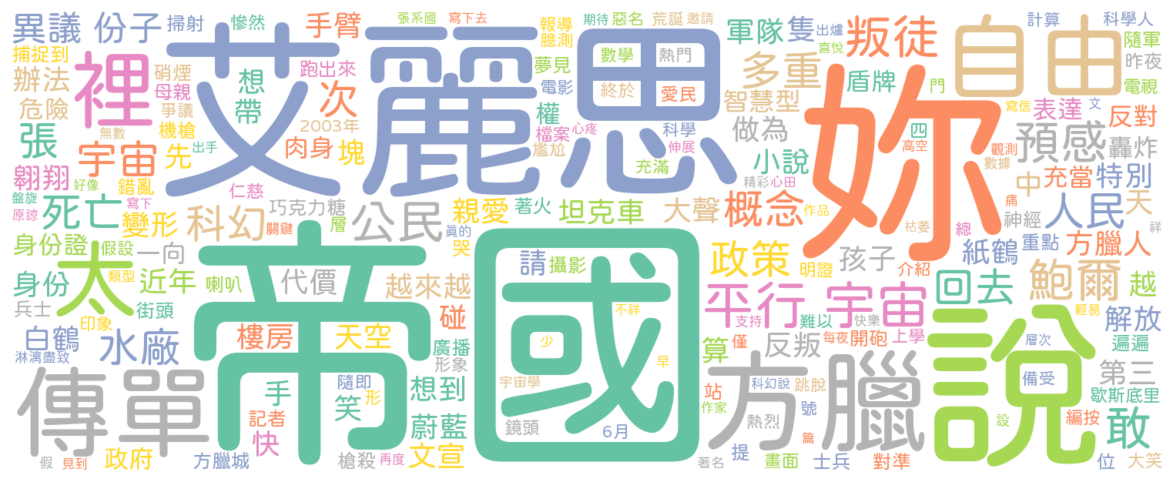 艾麗思
帝國
妳
說
自由
方臘
傳單
太
裡
平行 宇宙
宇宙
科幻
公民
概念
政策
叛徒
預感
鮑爾
回去
敢
人民
水廠
死亡
異議 份子
掃射
慘然
手臂
張系國
寫下去
報導
臆測
期待
惡名
荒誕
邀請
軍隊
隻
出爐
喜悅
計算
科學人
隨軍
昨夜
捕捉到
辦法
危險
硝煙
母親
爭議
跑出來
想
帶
次
夢見
電影
數學
熱門
終於
愛民
多重
智慧型
盾牌
門
電視
寫信
文
表達
反對
張
無數
機槍
先
出手
2003年
肉身
塊
權
檔案
心疼
尷尬
科學
伸展
充滿
做為
小說
四
高空
觀測
數據
轟炸
翱翔
好像
錯亂
仁慈
精彩
心田
中
充當
特別
盤旋
原諒
寫下
變形
關鍵
巧克力糖
層
親愛
哭
著火
真的
坦克車
大聲
作品
枯萎
總
痛
神經
天
祥
身份證
假設
一向
代價
請
攝影
明證
孩子
介紹
紙鶴
重點
方臘人
身份
類型
近年
喇叭
越來越
不祥
越
輕易
兵士
印象
街頭
碰
支持
難以
快樂
上學
解放
白鶴
淋漓盡致
樓房
天空
廣播
形象
少
早
算
僅
反叛
每夜
開砲
層次
遍遍
手
隨即
形
笑
想到
宇宙學
站
作家
科幻說
跳脫
備受
第三
歇斯底里
記者
快
蔚藍
鏡頭
6月
熱烈
號
設
編按
假
見到
政府
方臘城
槍殺
再度
文宣
著名
提
畫面
篇
士兵
對準
位
大笑